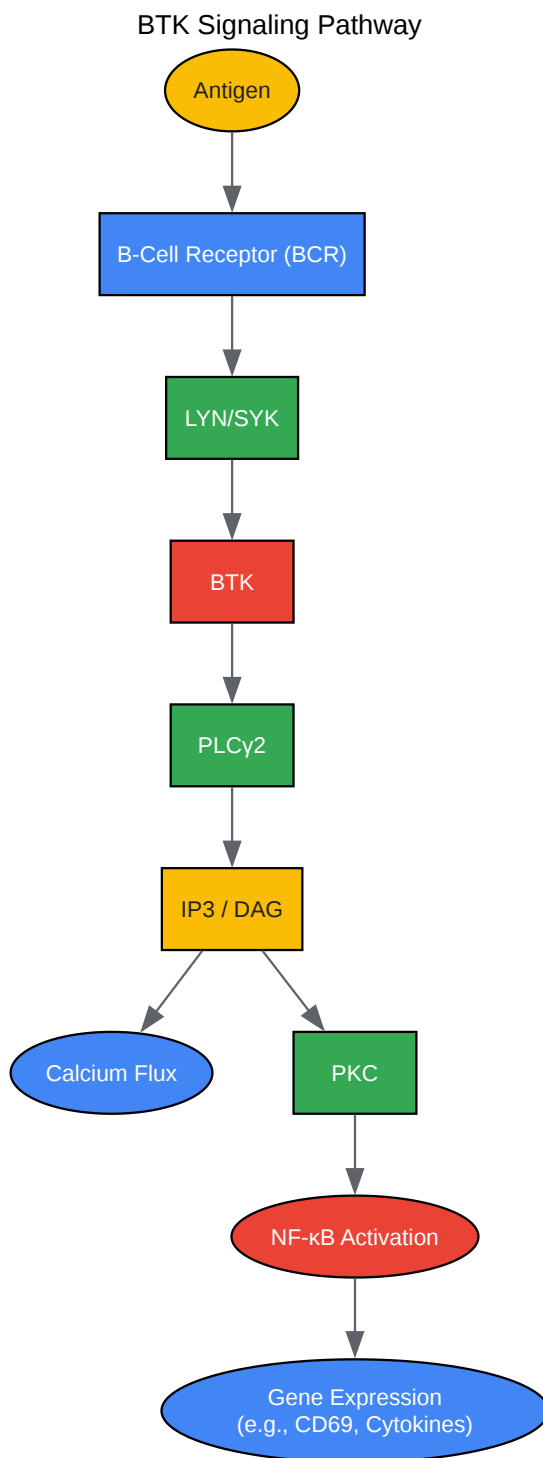 BTK Signaling Pathway
Antigen
B-Cell Receptor (BCR)
LYN/SYK
BTK
PLCγ2
IP3 / DAG
Calcium Flux
PKC
NF-κB Activation
Gene Expression
(e.g., CD69, Cytokines)